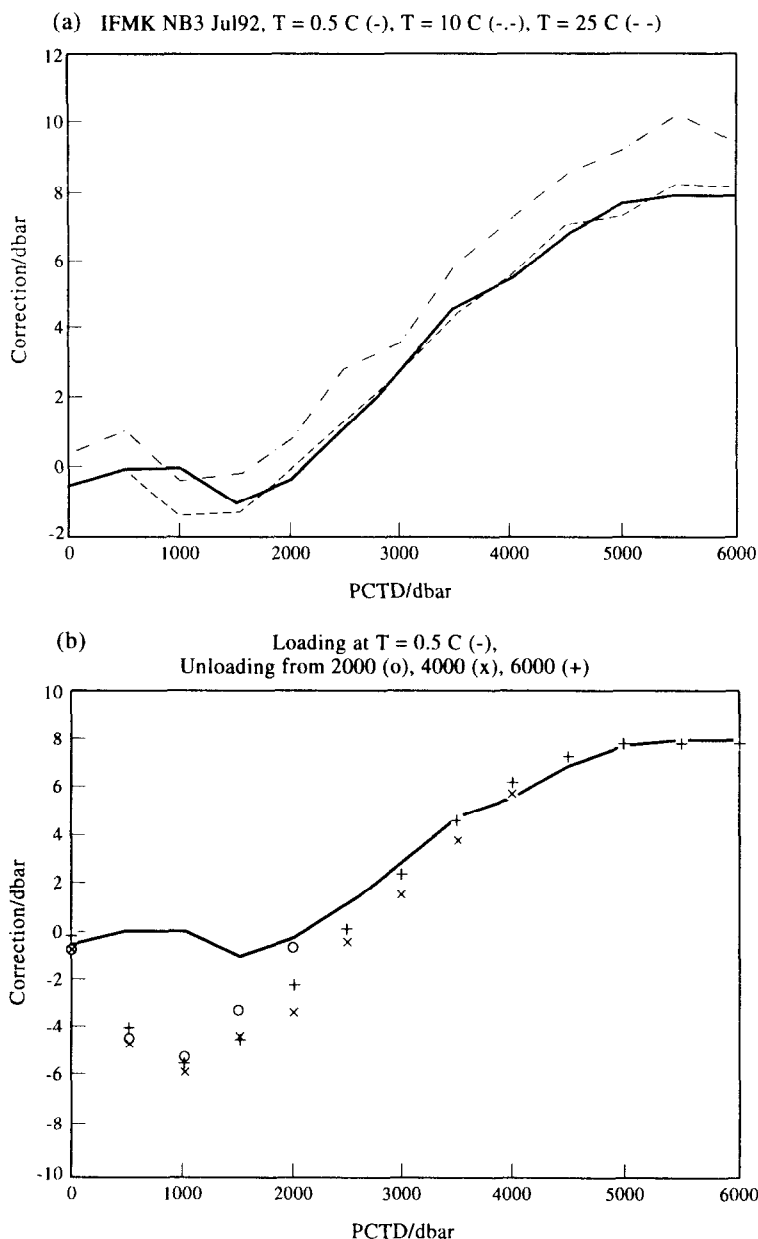 (a) IFMK NB3 Jul92, T = 0.5 C (-), T = 10 C (-.-), T = 25 C (- -)
12
10
8
6
4
2
0
-2
Correction/dbar
0 1000 2000 3000 4000 5000 6000
PCTD/dbar
(b) Loading at T = 0.5 C (-),
Unloading from 2000 (o), 4000 (x), 6000 (+)
10
8
6
4
2
0
-2
-4
-6
-8
-10
Correction/dbar
0 1000 2000 3000 4000 5000 6000
PCTD/dbar